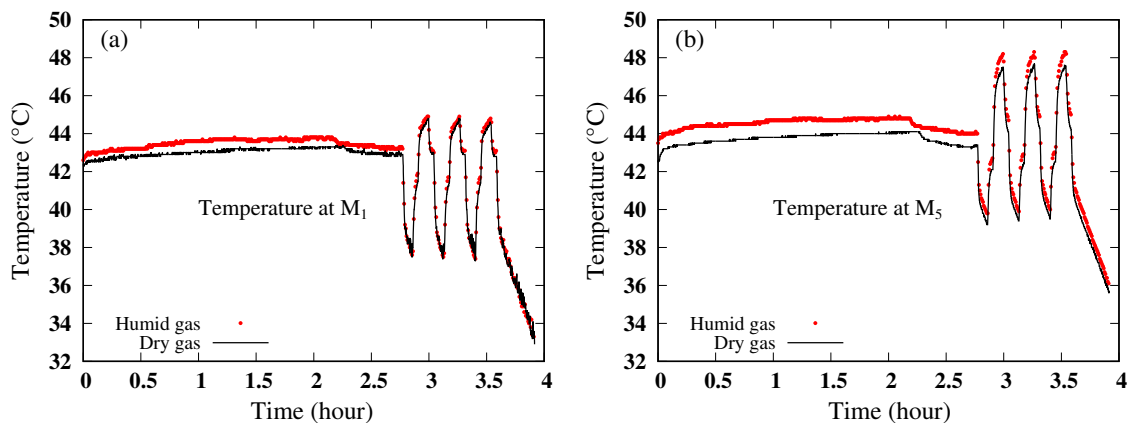 (a)
50
48
46
44
42
40
38
36
34
32
Temperature (°C)
Temperature at M1
Humid gas
Dry gas
0 0.5 1 1.5 2 2.5 3 3.5 4
Time (hour)
(b)
50
48
46
44
42
40
38
36
34
32
Temperature (°C)
Temperature at M5
Humid gas
Dry gas
0 0.5 1 1.5 2 2.5 3 3.5 4
Time (hour)